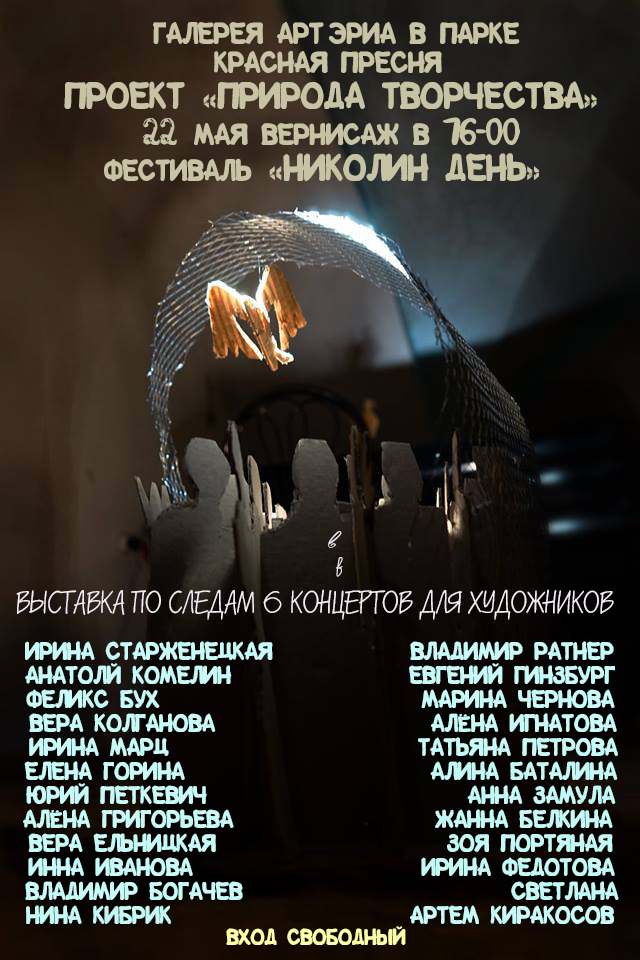 ГАЛЕРЕЯ АРТ ЭРИА В ПАРКЕ
КРАСНАЯ ПРЕСНЯ
ПРОЕКТ «ПРИРОДА ТВОРЧЕСТВА»
22 МАЯ ВЕРНИСАЖ В 16-00
ФЕСТИВАЛЬ «НИКОЛИН ДЕНЬ»
в
в
ВЫСТАВКА ПО СЛЕДАМ 6 КОНЦЕРТОВ ДЛЯ ХУДОЖНИКОВ
ИРИНА СТАРЖЕНЕЦКАЯ
АНАТОЛЙ КОМЕЛИН
ФЕЛИКС БУХ
ВЕРА КОЛГАНОВА
ИРИНА МАРЦ
ЕЛЕНА ГОРИНА
ЮРИЙ ПЕТКЕВИЧ
АЛЁНА ГРИГОРЬЕВА
ВЕРА ЕЛЬНИЦКАЯ
ИННА ИВАНОВА
ВЛАДИМИР БОГАЧЕВ
НИНА КИБРИК
ВЛАДИМИР РАТНЕР
ЕВГЕНИЙ ГИНЗБУРГ
МАРИНА ЧЕРНОВА
АЛЁНА ИГНАТОВА
ТАТЬЯНА ПЕТРОВА
АЛИНА БАТАЛИНА
АННА ЗАМУЛА
ЖАННА БЕЛКИНА
ЗОЯ ПОРТЯНАЯ
ИРИНА ФЕДОТОВА
СВЕТЛАНА
АРТЕМ КИРАКОСОВ
ВХОД СВОБОДНЫЙ